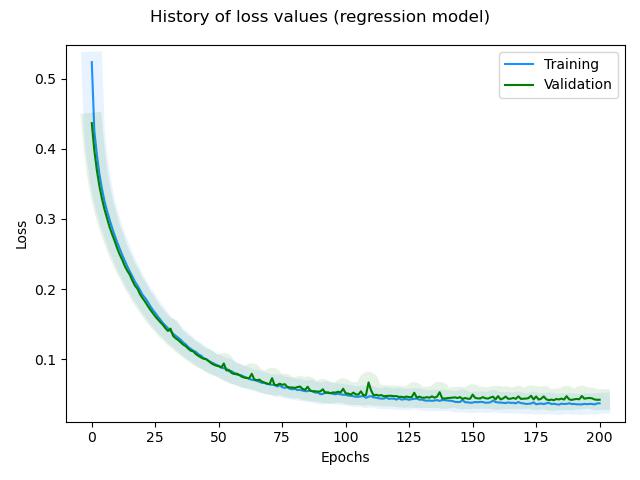 History of loss values (regression model)
Training
Validation
0.5
0.4
0.3
0.2
0.1
Loss
0 25 50 75 100 125 150 175 200
Epochs